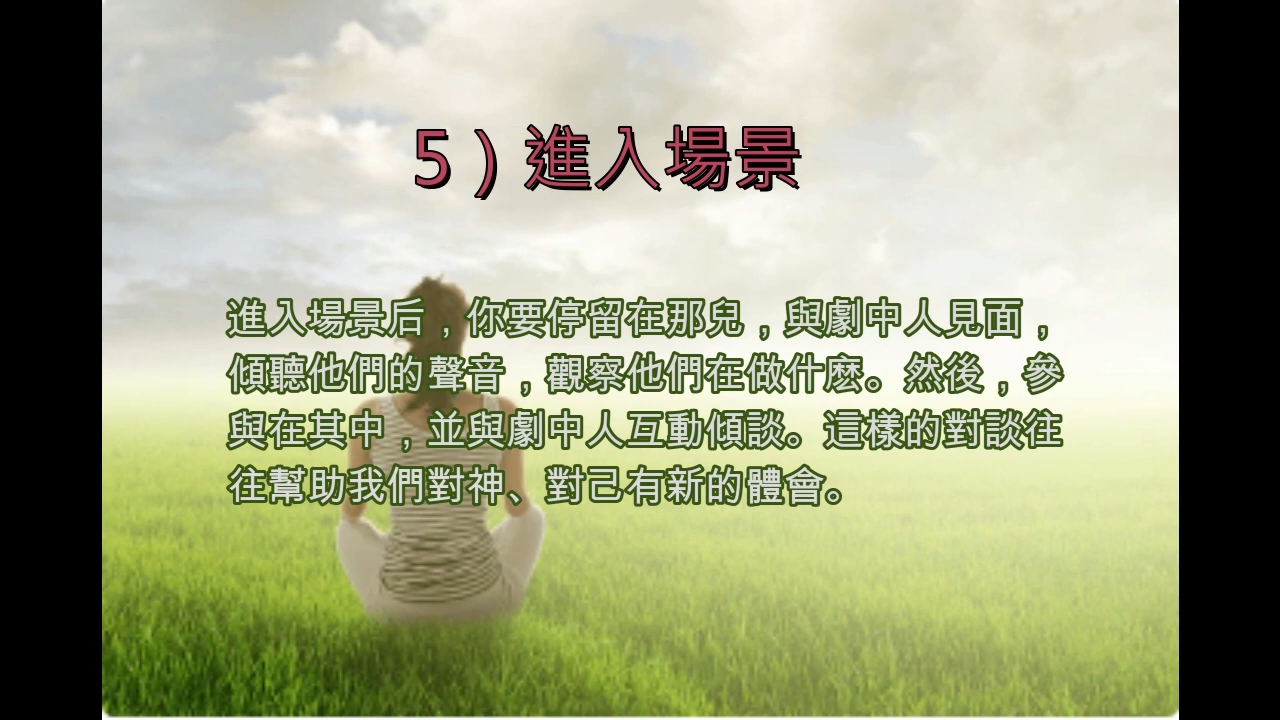 5）進入場景
進入場景后，你要停留在那兒，與劇中人見面，
傾聽他們的聲音，觀察他們在做什麽。然後，參
與在其中，並與劇中人互動傾談。這樣的對談往
往幫助我們對神、對己有新的體會。